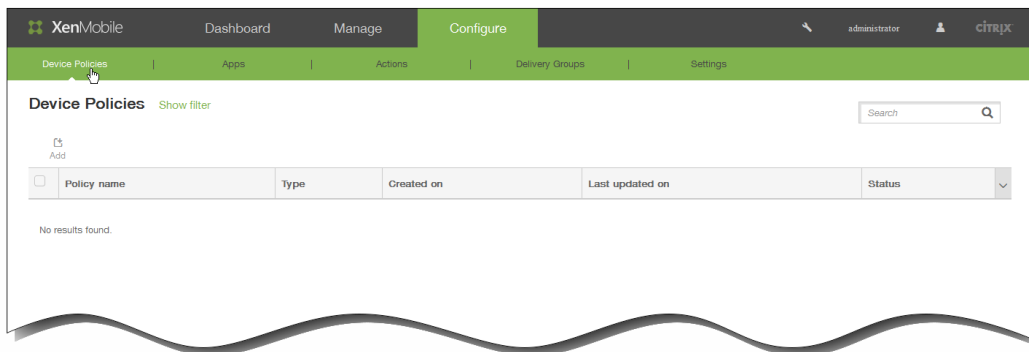 XenMobile Dashboard Manage Configure administrator CITRIX
Device Policies | Apps | Actions | Delivery Groups | Settings
Device Policies Show filter
Search
Add
Policy name Type Created on Last updated on Status
No results found.